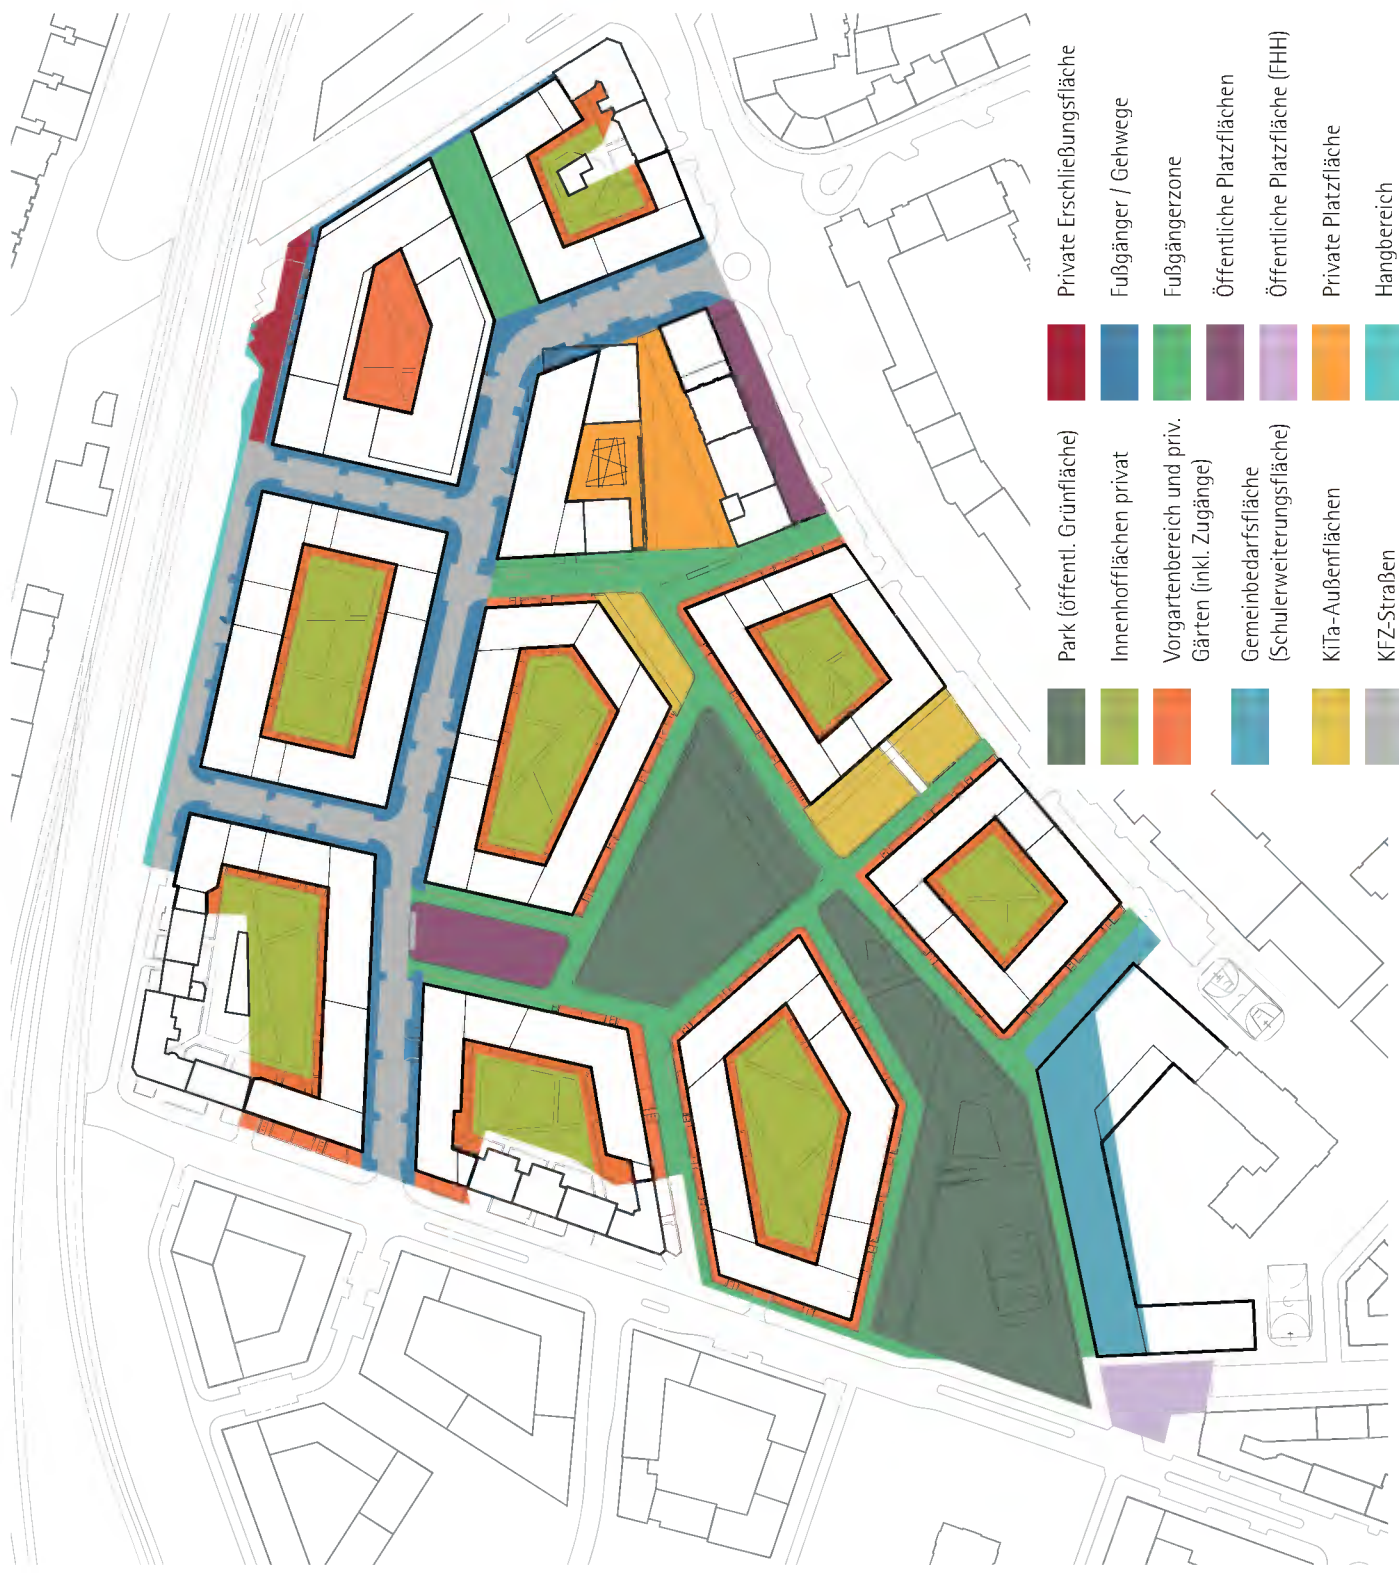 Park (öffentl. Grünfläche)
Innenhofflächen privat
Vorgartenbereich und priv.
Gärten (inkl. Zugänge)
Gemeinbedarfsfläche
(Schulerweiterungsfläche)
KiTa-Außenflächen
KFZ-Straßen
Private Erschließungsfläche
Fußgänger / Gehwege
Fußgängerzone
Öffentliche Platzflächen
Öffentliche Platzfläche (FHH)
Private Platzfläche
Hangbereich